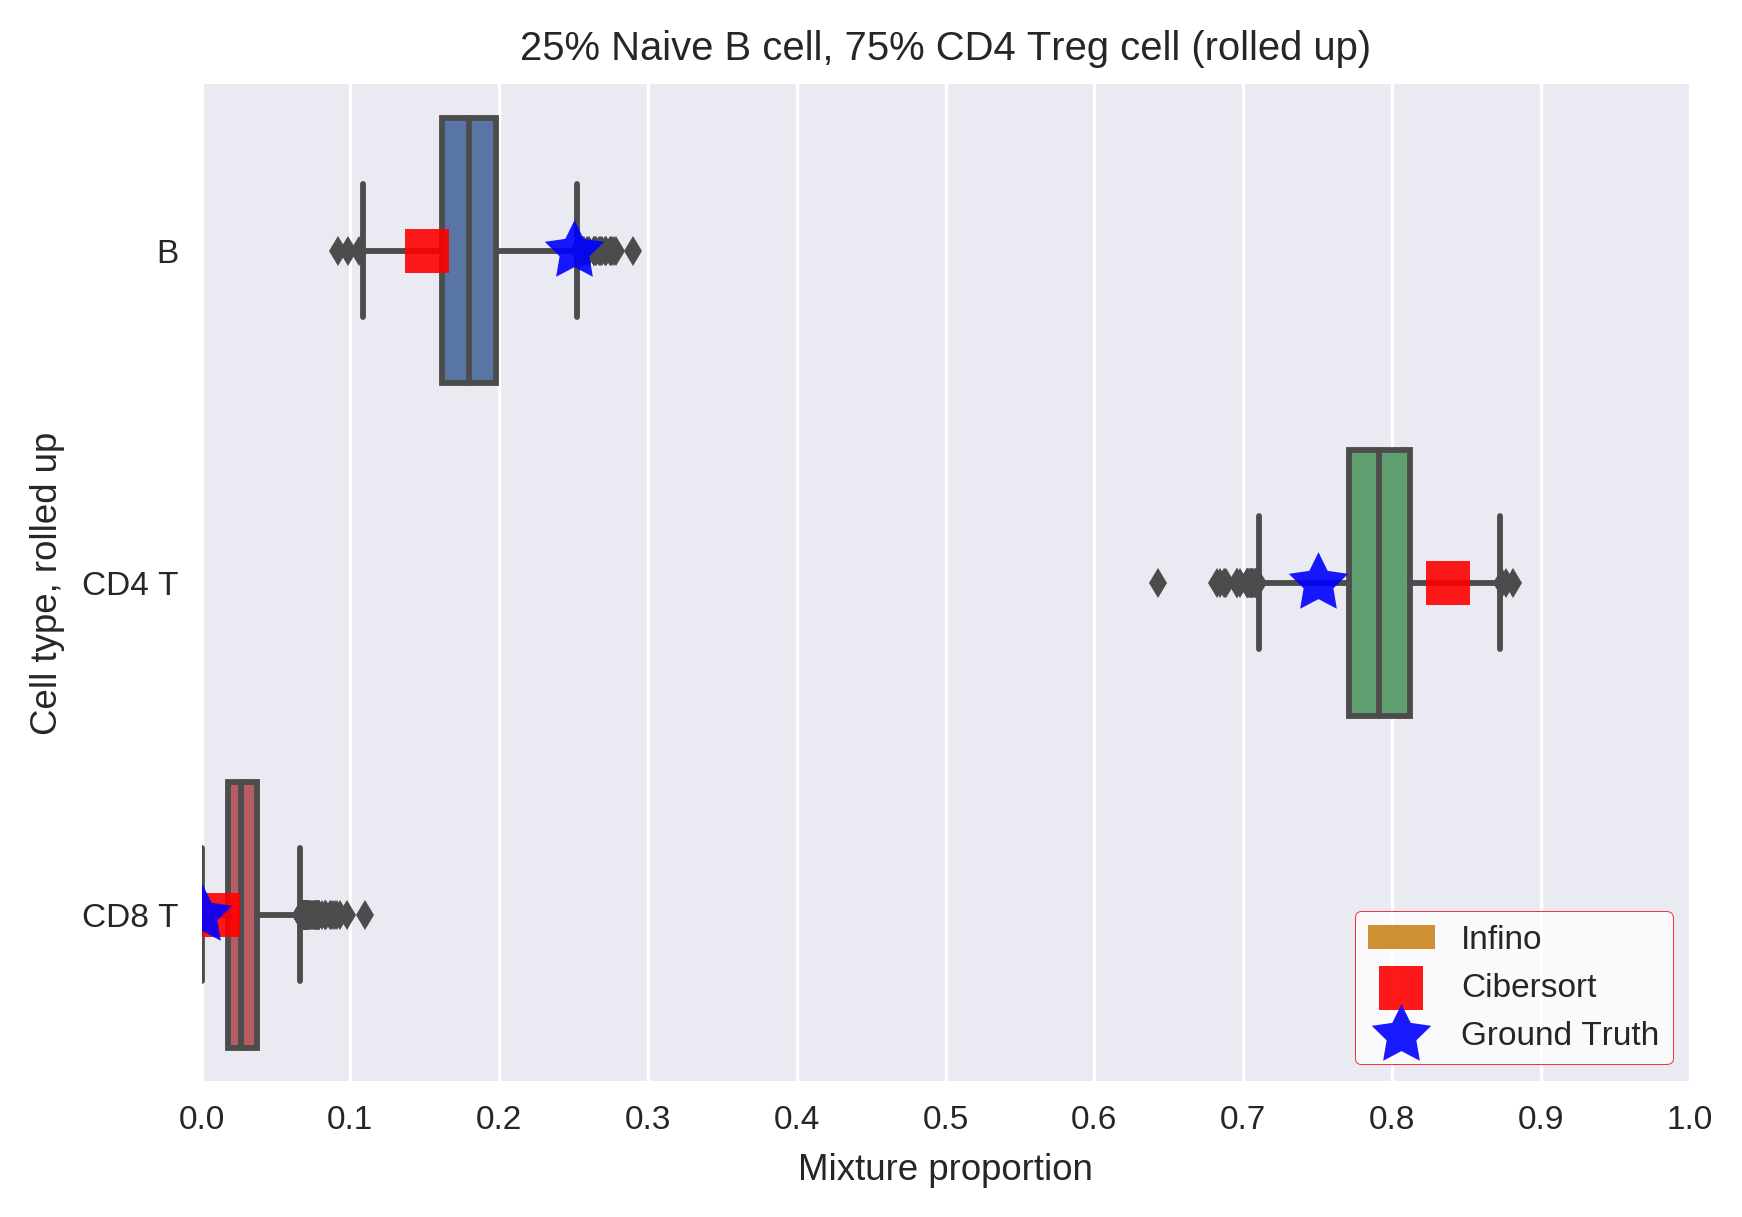 25% Naive B cell, 75% CD4 Treg cell (rolled up)
B
CD4 T
CD8 T
Cell type, rolled up
Infino
Cibersort
Ground Truth
0.0 0.1 0.2 0.3 0.4 0.5 0.6 0.7 0.8 0.9 1.0
Mixture proportion